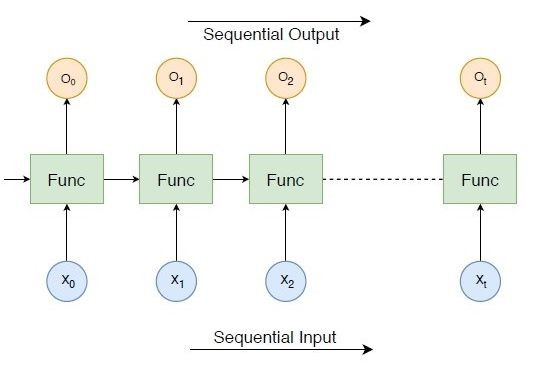 Sequential Output
O₀ O₁ O₂ Oₜ
Func Func Func Func
X₀ X₁ X₂ Xₜ
Sequential Input